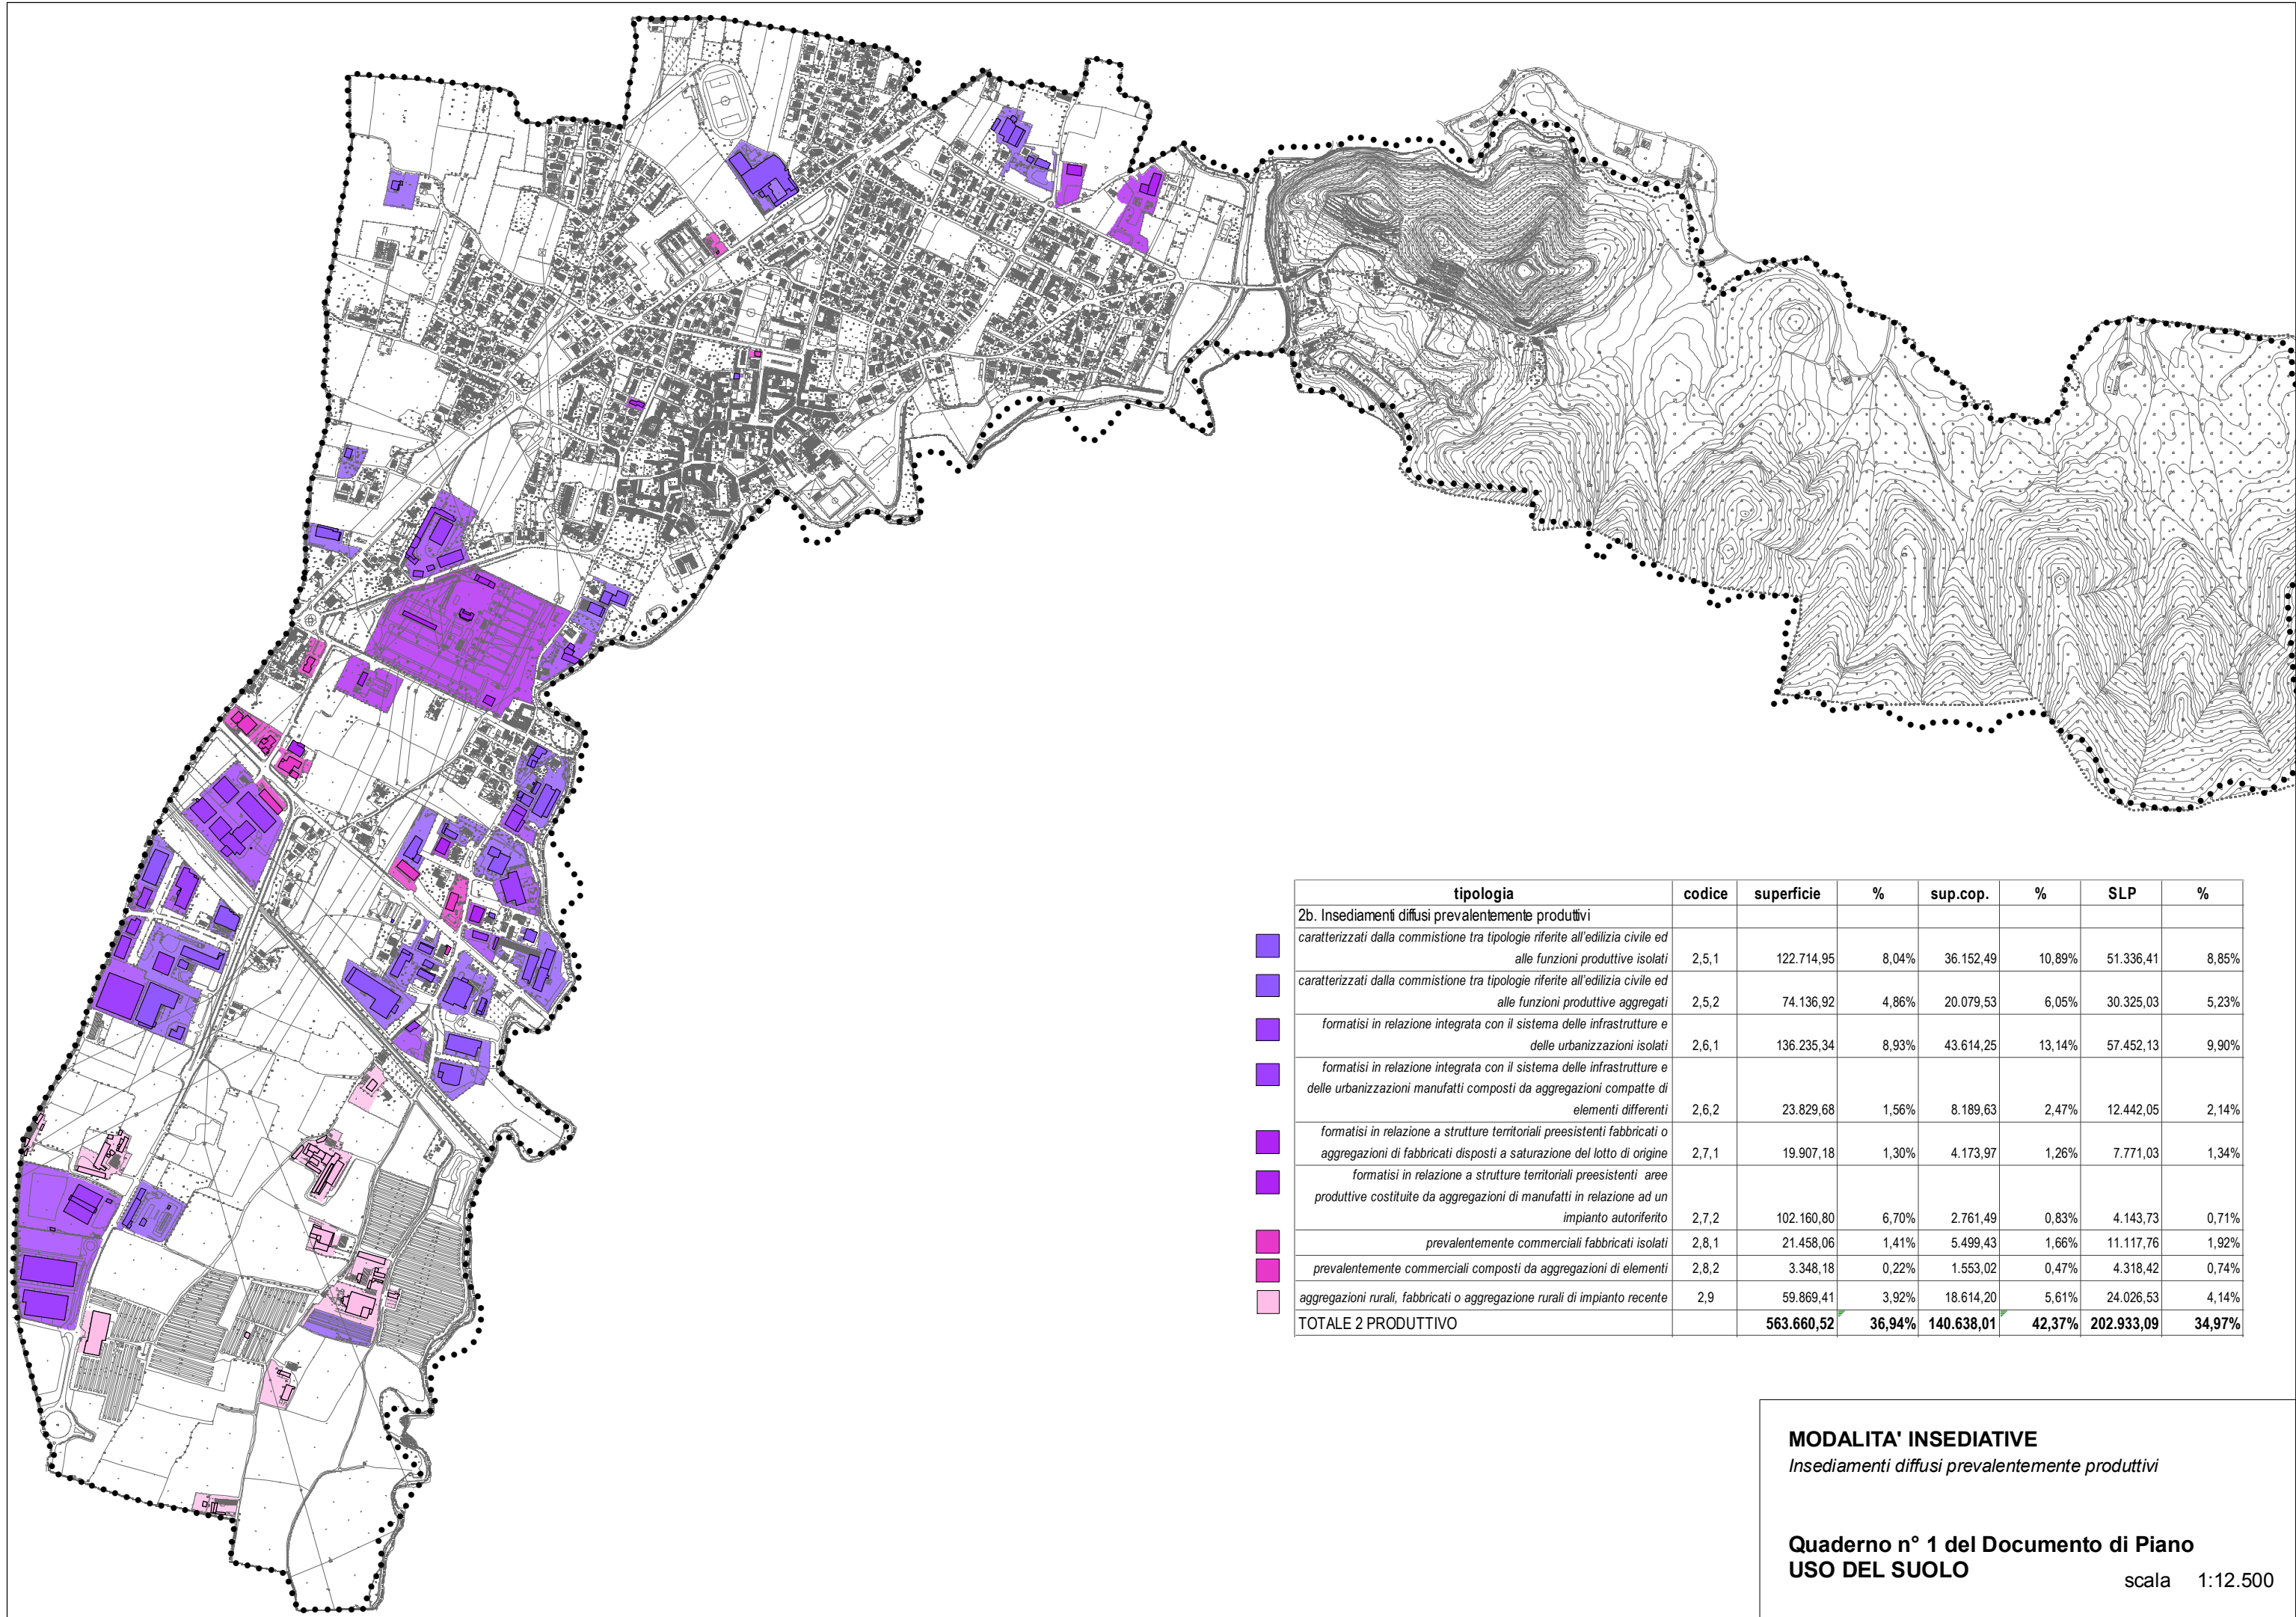 tipologia codice superficie % sup.cop. % SLP %
2b. Insediamenti diffusi prevalentemente produttivi
caratterizzati dalla commistione tra tipologie riferite all'edilizia civile ed
alle funzioni produttive isolati 2,5,1 122.714,95 8,04% 36.152,49 10,89% 51.336,41 8,85%
caratterizzati dalla commistione tra tipologie riferite all'edilizia civile ed
alle funzioni produttive aggregati 2,5,2 74.136,92 4,86% 20.079,53 6,05% 30.325,03 5,23%
formatisi in relazione integrata con il sistema delle infrastrutture e
delle urbanizzazioni isolati 2,6,1 136.235,34 8,93% 43.614,25 13,14% 57.452,13 9,90%
formatisi in relazione integrata con il sistema delle infrastrutture e
delle urbanizzazioni manufatti composti da aggregazioni compatte di
elementi differenti 2,6,2 23.829,68 1,56% 8.189,63 2,47% 12.442,05 2,14%
formatisi in relazione a strutture territoriali preesistenti fabbricati o
aggregazioni di fabbricati disposti a saturazione del lotto di origine 2,7,1 19.907,18 1,30% 4.173,97 1,26% 7.771,03 1,34%
formatisi in relazione a strutture territoriali preesistenti aree
produttive costituite da aggregazioni di manufatti in relazione ad un
impianto autoriferito 2,7,2 102.160,80 6,70% 2.761,49 0,83% 4.143,73 0,71%
prevalentemente commerciali fabbricati isolati 2,8,1 21.458,06 1,41% 5.499,43 1,66% 11.117,76 1,92%
prevalentemente commerciali composti da aggregazioni di elementi 2,8,2 3.348,18 0,22% 1.553,02 0,47% 4.318,42 0,74%
aggregazioni rurali, fabbricati o aggregazione rurali di impianto recente 2,9 59.869,41 3,92% 18.614,20 5,61% 24.026,53 4,14%
TOTALE 2 PRODUTTIVO 563.660,52 36,94% 140.638,01 42,37% 202.933,09 34,97%
MODALITA' INSEDIATIVE
Insediamenti diffusi prevalentemente produttivi
Quaderno n° 1 del Documento di Piano
USO DEL SUOLO
scala 1:12.500